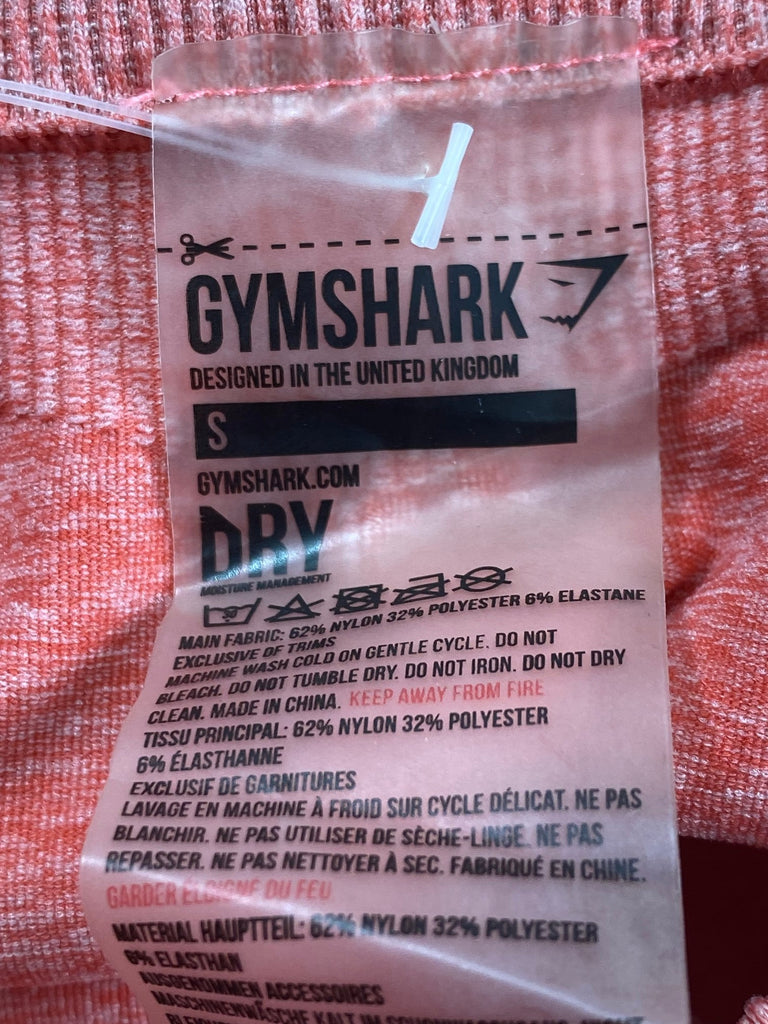 GYMSHARK
DESIGNED IN THE UNITED KINGDOM
S
GYMSHARK.COM
DRY
MOISTURE MANAGEMENT
MAIN FABRIC: 62% NYLON 32% POLYESTER 6% ELASTANE
EXCLUSIVE OF TRIMS
MACHINE WASH COLD ON GENTLE CYCLE. DO NOT
BLEACH. DO NOT TUMBLE DRY. DO NOT IRON. DO NOT DRY
CLEAN. MADE IN CHINA. KEEP AWAY FROM FIRE
TISSU PRINCIPAL: 62% NYLON 32% POLYESTER
6% ÉLASTHANNE
EXCLUSIF DE GARNITURES
LAVAGE EN MACHINE À FROID SUR CYCLE DÉLICAT. NE PAS
BLANCHIR. NE PAS UTILISER DE SÈCHE-LINGE. NE PAS
REPASSER. NE PAS NETTOYER À SEC. FABRIQUÉ EN CHINE.
GARDER ÉLOIGNÉ DU FEU
MATERIAL HAUPTTEIL: 62% NYLON 32% POLYESTER
6% ELASTHAN
AUSGENOMMEN ACCESSOIRES
MASCHINENWÄSCHE KALT IM